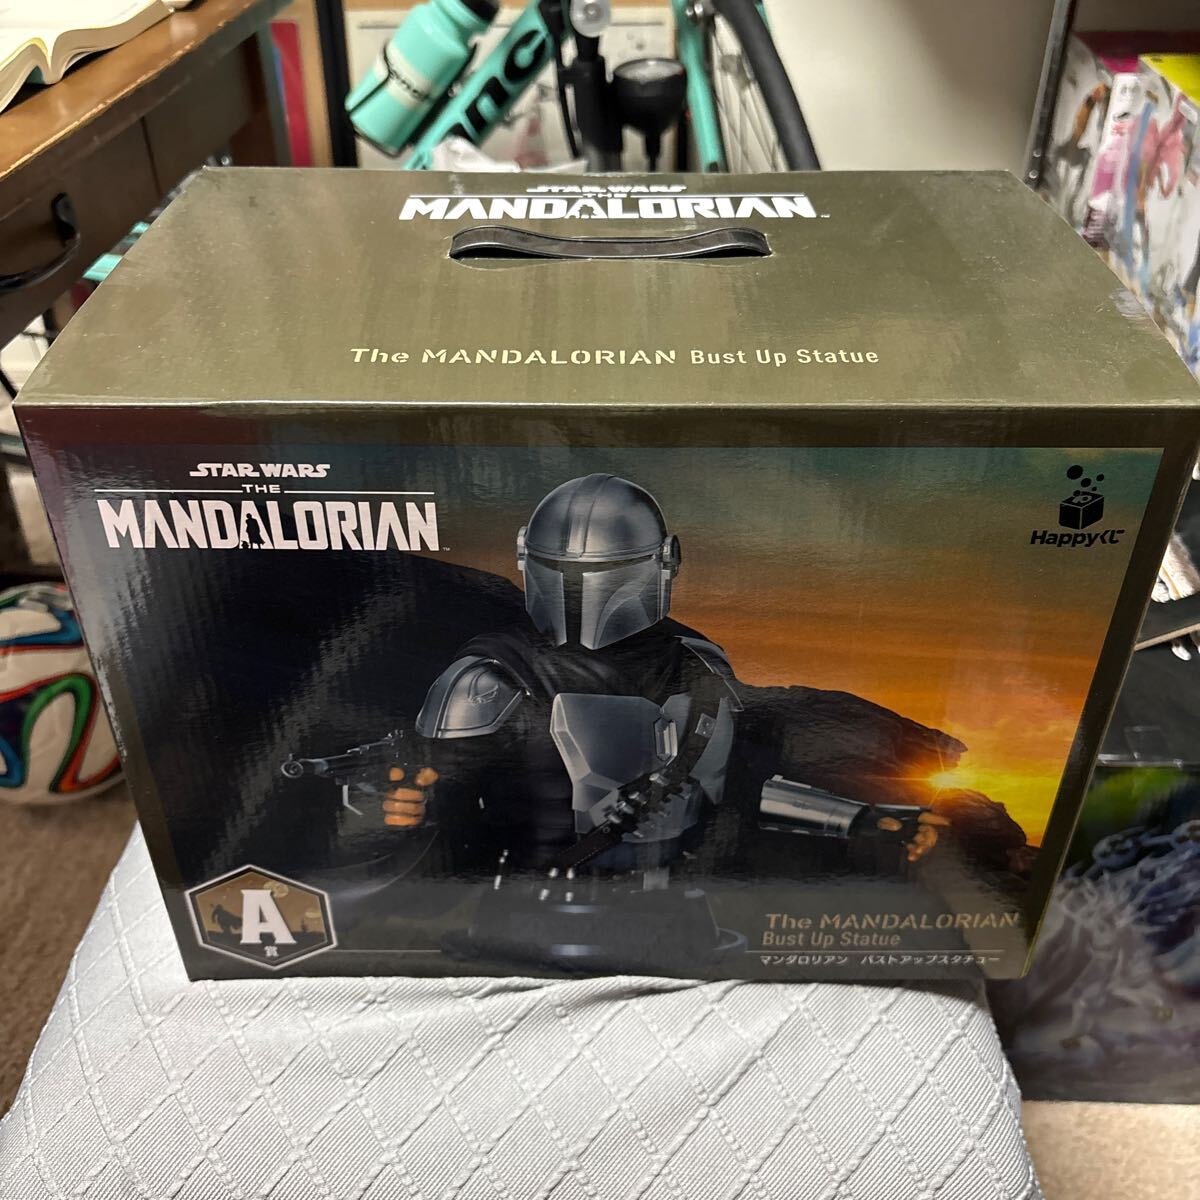 STAR WARS
THE
MANDALORIAN™
The MANDALORIAN Bust Up Statue
STAR WARS
THE
MANDALORIAN™
Happyくじ
A
賞
The MANDALORIAN
Bust Up Statue
マンダロリアン バストアップスタチュー